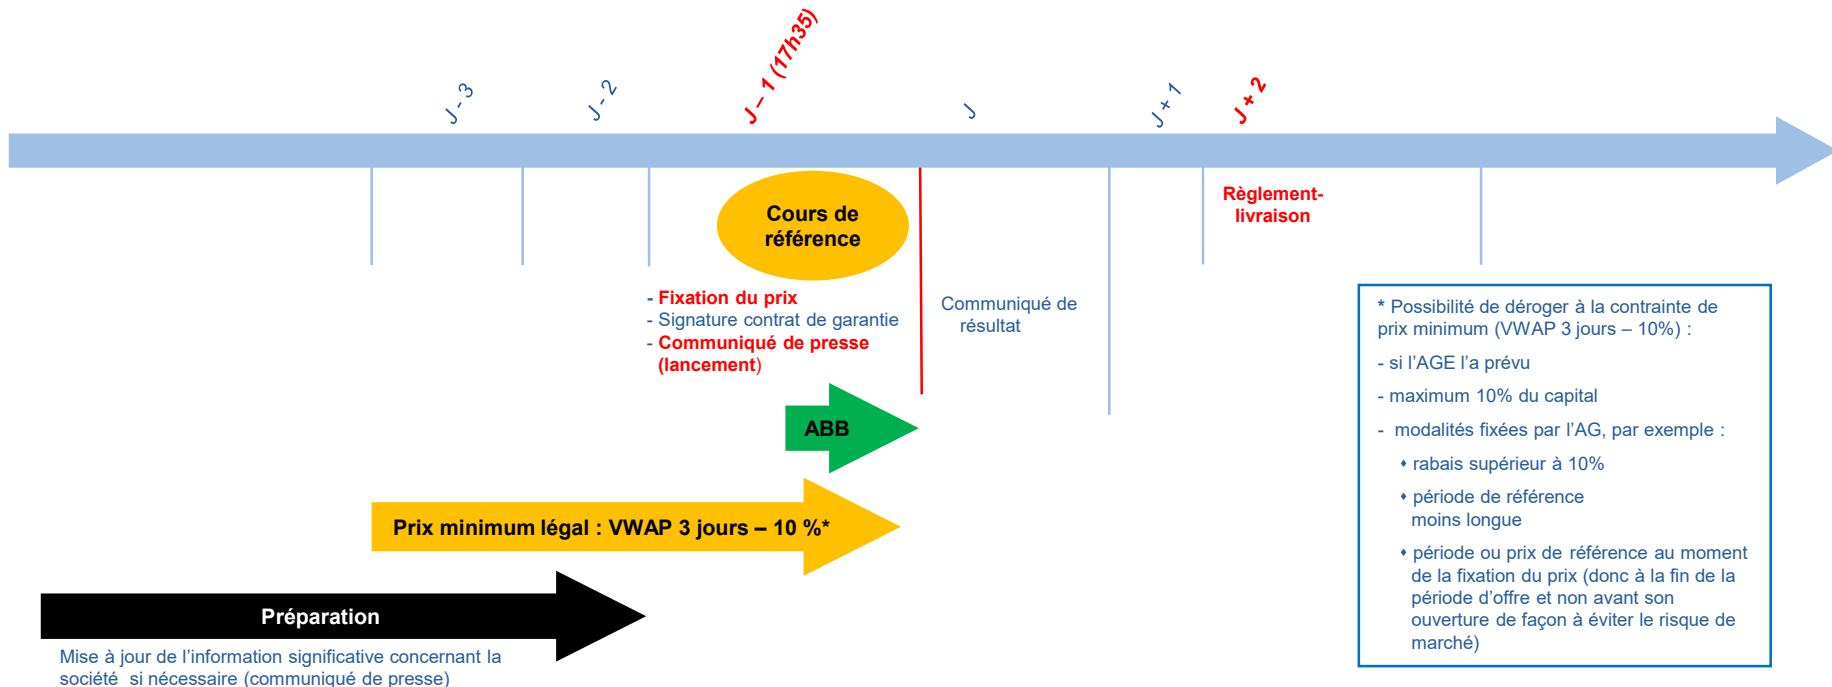 J - 3
J - 2
J – 1 (17h35)
J
J + 1
J + 2
Cours de
référence
Règlement-
livraison
- Fixation du prix
- Signature contrat de garantie
- Communiqué de presse
(lancement)
Communiqué de
résultat
ABB
Prix minimum légal : VWAP 3 jours – 10 %*
Préparation
Mise à jour de l'information significative concernant la
société si nécessaire (communiqué de presse)
* Possibilité de déroger à la contrainte de
prix minimum (VWAP 3 jours – 10%) :
- si l'AGE l'a prévu
- maximum 10% du capital
- modalités fixées par l'AG, par exemple :
♦ rabais supérieur à 10%
♦ période de référence
moins longue
♦ période ou prix de référence au moment
de la fixation du prix (donc à la fin de la
période d'offre et non avant son
ouverture de façon à éviter le risque de
marché)